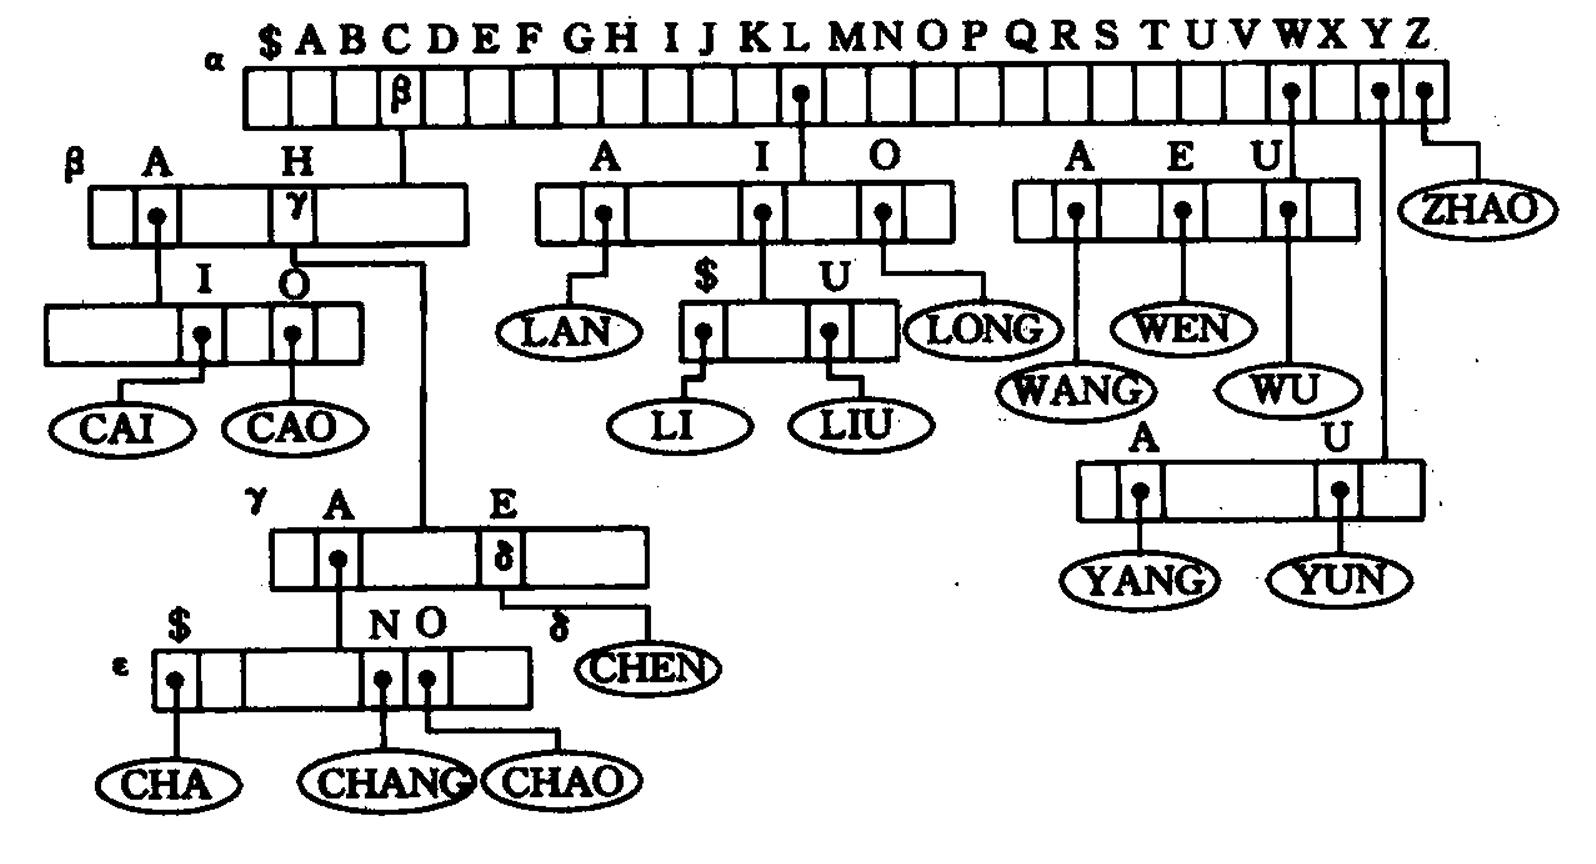 $ A B C D E F G H I J K L M N O P Q R S T U V W X Y Z
α
β
β A H
γ
A I O
A E U
ZHAO
I O
$ U
LAN
LONG
WEN
WANG
WU
CAI
CAO
LI
LIU
A U
γ A E
δ
YANG
YUN
$ N O
δ
ε
CHEN
CHA
CHANG
CHAO